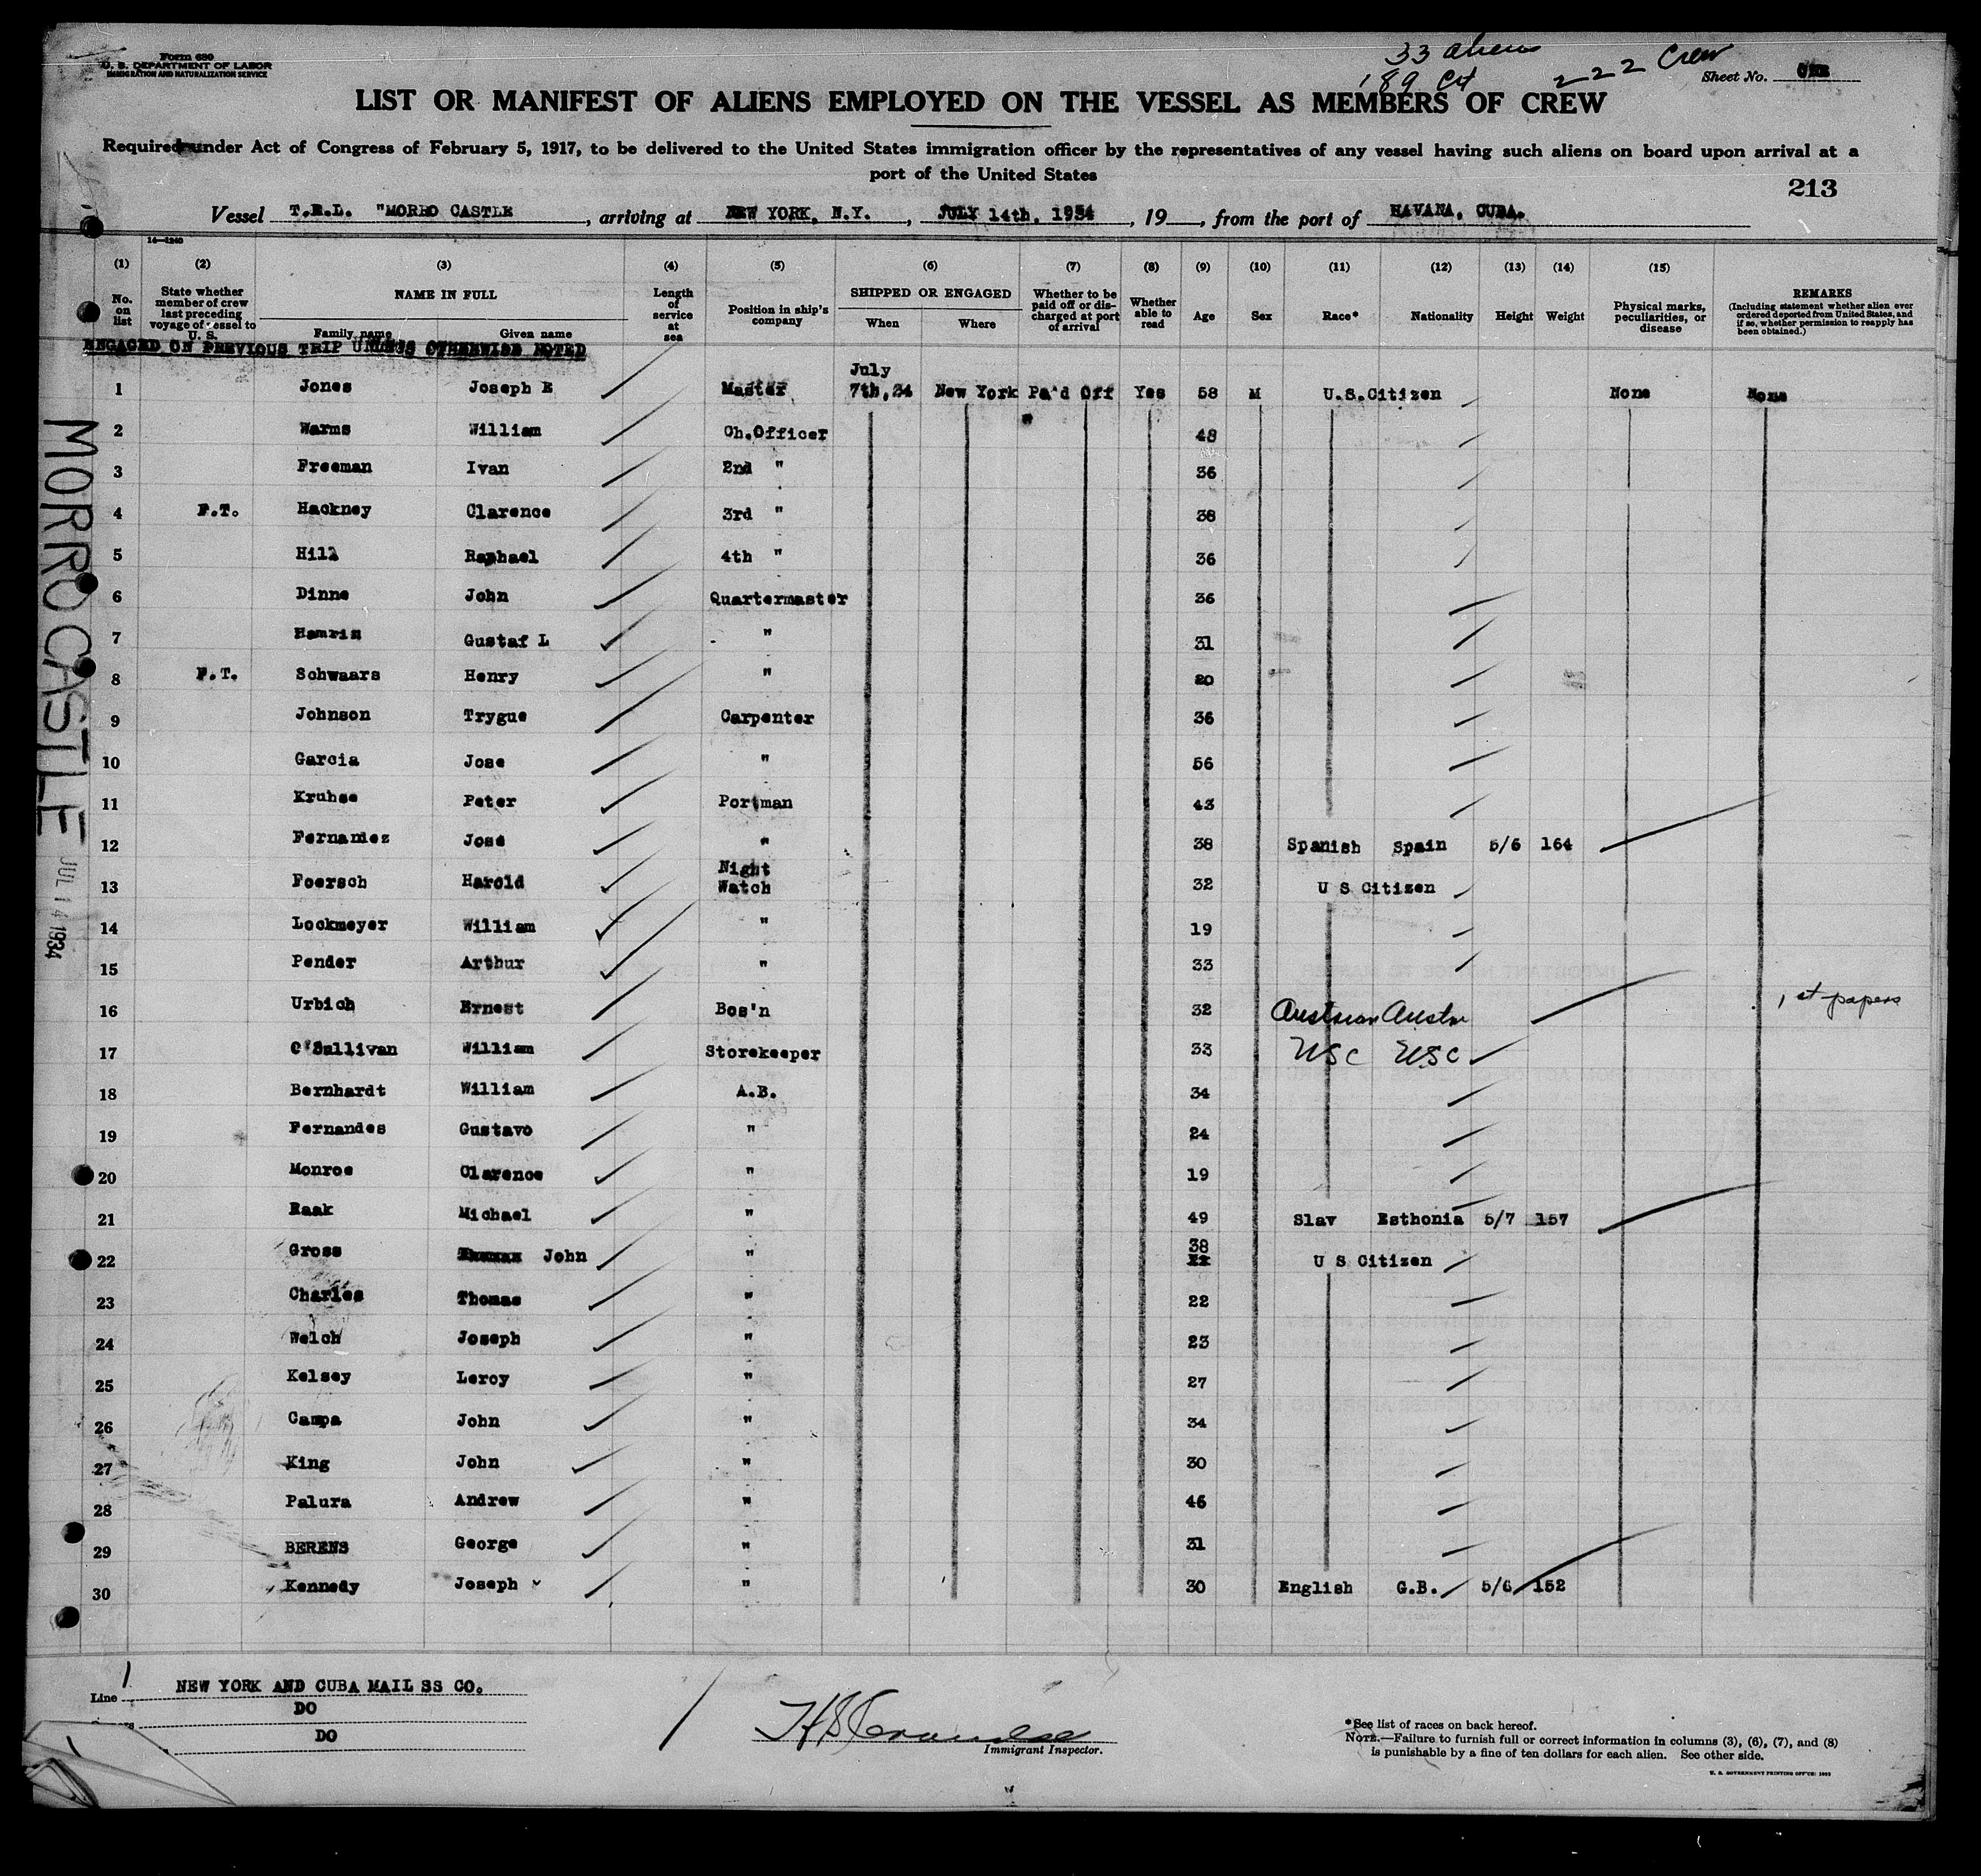 Form 680
U. S. DEPARTMENT OF LABOR
IMMIGRATION AND NATURALIZATION SERVICE
33 aliens
189 Cit 222 Crew
Sheet No. ONE
LIST OR MANIFEST OF ALIENS EMPLOYED ON THE VESSEL AS MEMBERS OF CREW
Required under Act of Congress of February 5, 1917, to be delivered to the United States immigration officer by the representatives of any vessel having such aliens on board upon arrival at a
port of the United States
213
Vessel T.E.L. "MORRO CASTLE , arriving at NEW YORK, N.Y. , JULY 14th, 1934 , 19 , from the port of HAVANA, CUBA.
14—1240
(1) (2) (3) (4) (5) (6) (7) (8) (9) (10) (11) (12) (13) (14) (15)
No. on list
State whether member of crew last preceding voyage of vessel to U. S.
NAME IN FULL
Family name Given name
Length of service at sea
Position in ship's company
SHIPPED OR ENGAGED
When Where
Whether to be paid off or discharged at port of arrival
Whether able to read
Age
Sex
Race*
Nationality
Height
Weight
Physical marks, peculiarities, or disease
REMARKS
(Including statement whether alien ever ordered deported from United States, and if so, whether permission to reapply has been obtained.)
ENGAGED ON PREVIOUS TRIP UNLESS OTHERWISE NOTED
1 Jones Joseph E Master July 7th,34 New York Pa'd Off Yes 58 M U.S.Citizen None None
2 Warms William Ch.Officer " 48
3 Freeman Ivan 2nd " 36
4 F.T. Hackney Clarence 3rd " 38
5 Hill Raphael 4th " 36
6 Dinne John Quartermaster 36
7 Hamrin Gustaf L " 31
8 F.T. Schwaars Henry " 20
9 Johnson Trygue Carpenter 36
10 Garcia Jose " 56
11 Kruhse Peter Portman 43
12 Fernandez José " 38 Spanish Spain 5/6 164
13 Foersch Harold Night Watch 32 U S Citizen
14 Lockmeyer William " 19
15 Pender Arthur " 33
16 Urbich Ernest Bos'n 32 Austrian Austr 1st papers
17 O'Sullivan William Storekeeper 33 USC USC
18 Bernhardt William A.B. 34
19 Fernandes Gustavo " 24
20 Monroe Clarence " 19
21 Raak Michael " 49 Slav Esthonia 5/7 157
22 Gross John " 38 U S Citizen
23 Charles Thomas " 22
24 Welch Joseph " 23
25 Kelsey Leroy " 27
26 Campa John " 34
27 King John " 30
28 Palura Andrew " 46
29 BERENS George " 31
30 Kennedy Joseph " 30 English G.B. 5/6 152
MORRO CASTLE
JUL 14 1934
Line 1 NEW YORK AND CUBA MAIL SS CO.
DO
DO
Immigrant Inspector.
*See list of races on back hereof.
NOTE.—Failure to furnish full or correct information in columns (3), (6), (7), and (8)
is punishable by a fine of ten dollars for each alien. See other side.
U. S. GOVERNMENT PRINTING OFFICE: 1933